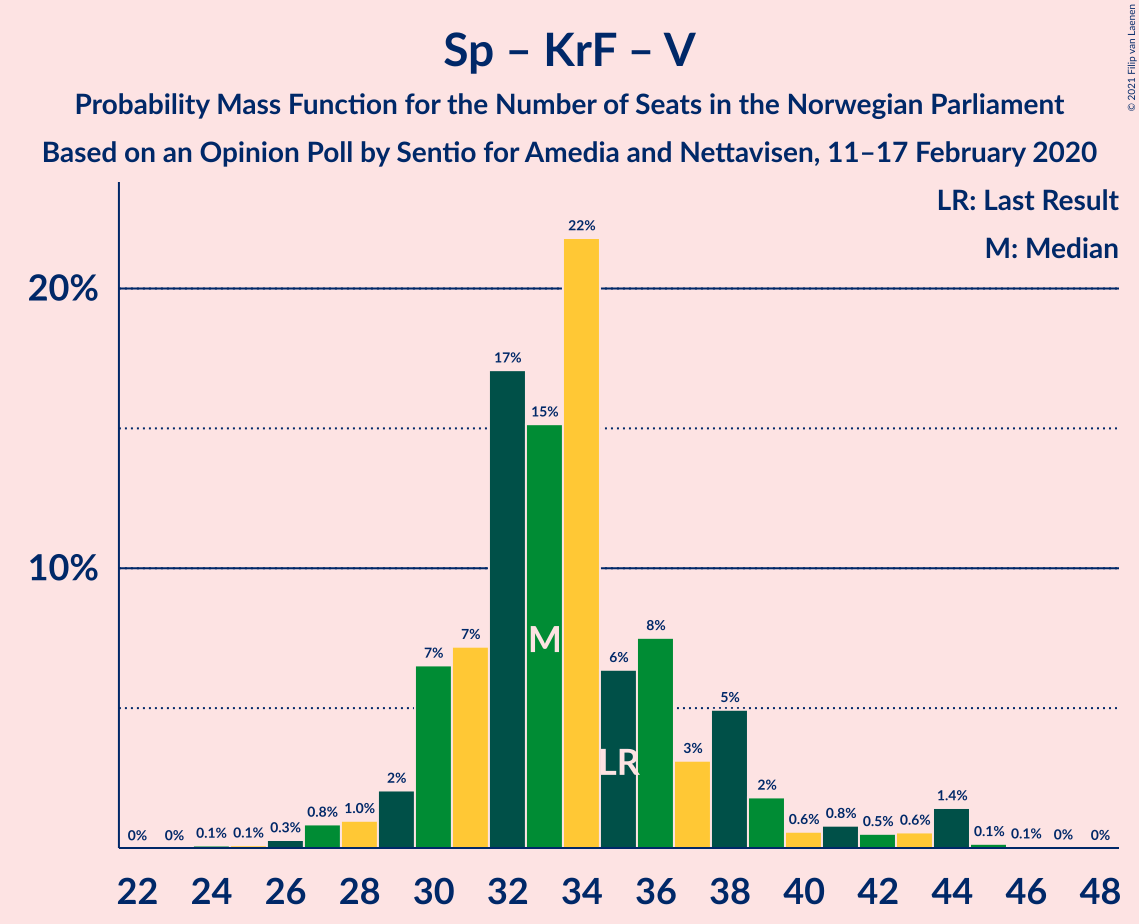 © 2021 Filip van Laenen
Sp – KrF – V
Probability Mass Function for the Number of Seats in the Norwegian Parliament
Based on an Opinion Poll by Sentio for Amedia and Nettavisen, 11–17 February 2020
LR: Last Result
M: Median
20%
10%
0% 0% 0.1% 0.1% 0.3% 0.8% 1.0% 2% 7% 7% 17% 15% 22% 6% 8% 3% 5% 2% 0.6% 0.8% 0.5% 0.6% 1.4% 0.1% 0.1% 0% 0%
M
LR
22 24 26 28 30 32 34 36 38 40 42 44 46 48